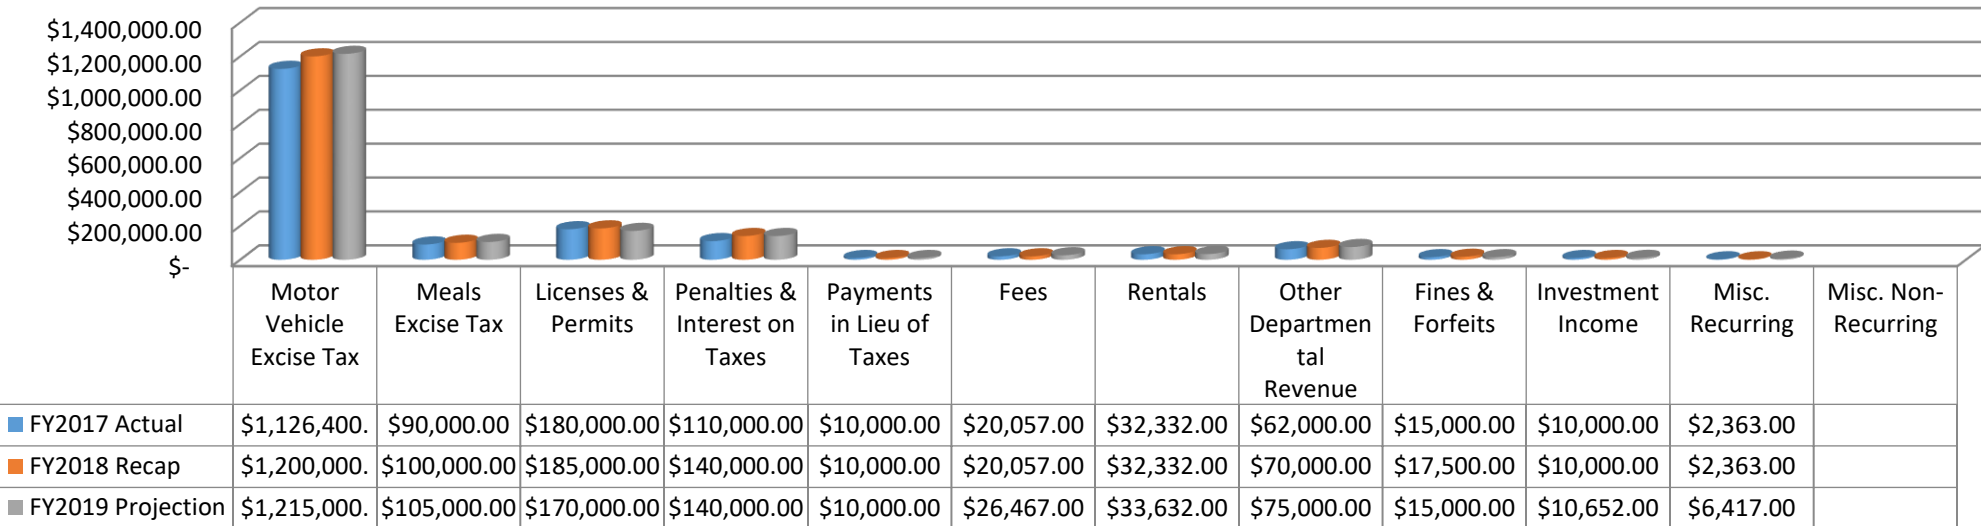 $1,400,000.00
$1,200,000.00
$1,000,000.00
$800,000.00
$600,000.00
$400,000.00
$200,000.00
$-
Motor
Vehicle
Excise Tax
Meals
Excise Tax
Licenses &
Permits
Penalties &
Interest on
Taxes
Payments
in Lieu of
Taxes
Fees
Rentals
Other
Departmen
tal
Revenue
Fines &
Forfeits
Investment
Income
Misc.
Recurring
Misc. Non-
Recurring
FY2017 Actual $1,126,400. $90,000.00 $180,000.00 $110,000.00 $10,000.00 $20,057.00 $32,332.00 $62,000.00 $15,000.00 $10,000.00 $2,363.00
FY2018 Recap $1,200,000. $100,000.00 $185,000.00 $140,000.00 $10,000.00 $20,057.00 $32,332.00 $70,000.00 $17,500.00 $10,000.00 $2,363.00
FY2019 Projection $1,215,000. $105,000.00 $170,000.00 $140,000.00 $10,000.00 $26,467.00 $33,632.00 $75,000.00 $15,000.00 $10,652.00 $6,417.00